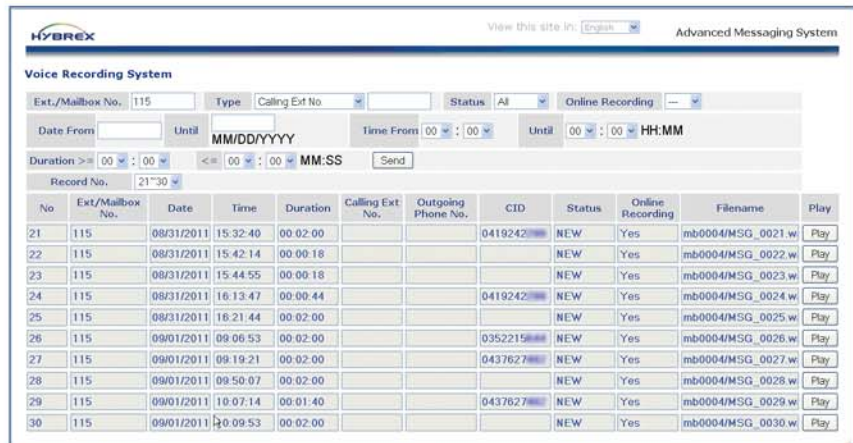 HYBREX
View this site in: English
Advanced Messaging System
Voice Recording System
Ext./Mailbox No. 115 Type Calling Ext No. Status All Online Recording ---
Date From Until MM/DD/YYYY Time From 00 : 00 Until 00 : 00 HH:MM
Duration >= 00 : 00 <= 00 : 00 MM:SS Send
Record No. 21~30
No Ext/Mailbox No. Date Time Duration Calling Ext No. Outgoing Phone No. CID Status Online Recording Filename Play
21 115 08/31/2011 15:32:40 00:02:00 0419242 NEW Yes mb0004/MSG_0021.w Play
22 115 08/31/2011 15:42:14 00:00:18 NEW Yes mb0004/MSG_0022.w Play
23 115 08/31/2011 15:44:55 00:00:18 NEW Yes mb0004/MSG_0023.w Play
24 115 08/31/2011 16:13:47 00:00:44 0419242 NEW Yes mb0004/MSG_0024.w Play
25 115 08/31/2011 16:21:44 00:02:00 NEW Yes mb0004/MSG_0025.w Play
26 115 09/01/2011 09:06:53 00:02:00 0352215 NEW Yes mb0004/MSG_0026.w Play
27 115 09/01/2011 09:19:21 00:02:00 0437627 NEW Yes mb0004/MSG_0027.w Play
28 115 09/01/2011 09:50:07 00:02:00 NEW Yes mb0004/MSG_0028.w Play
29 115 09/01/2011 10:07:14 00:01:40 0437627 NEW Yes mb0004/MSG_0029.w Play
30 115 09/01/2011 10:09:53 00:02:00 NEW Yes mb0004/MSG_0030.w Play